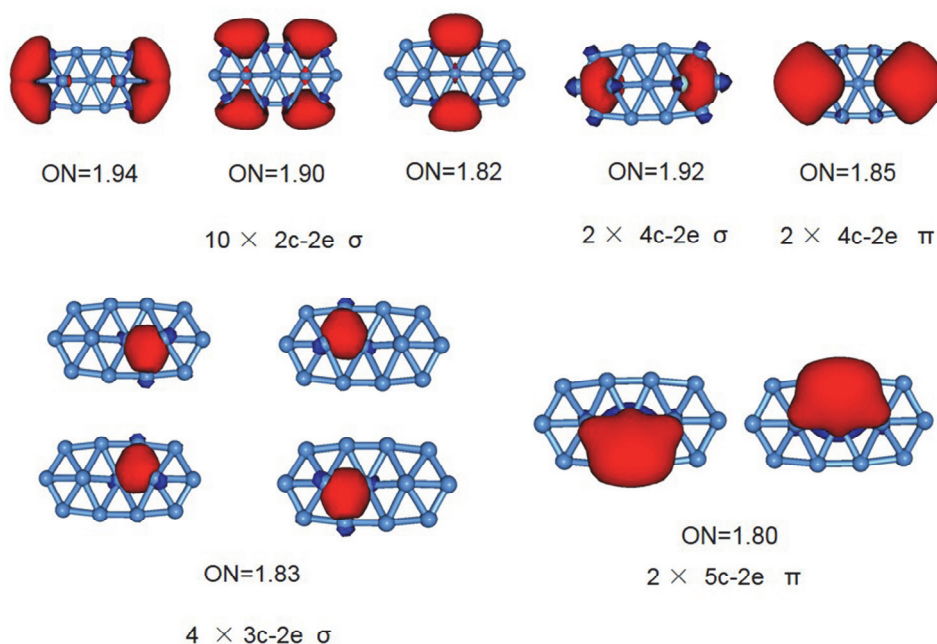 ON=1.94
ON=1.90
ON=1.82
ON=1.92
ON=1.85
10 × 2c-2e σ
2 × 4c-2e σ
2 × 4c-2e π
ON=1.83
4 × 3c-2e σ
ON=1.80
2 × 5c-2e π